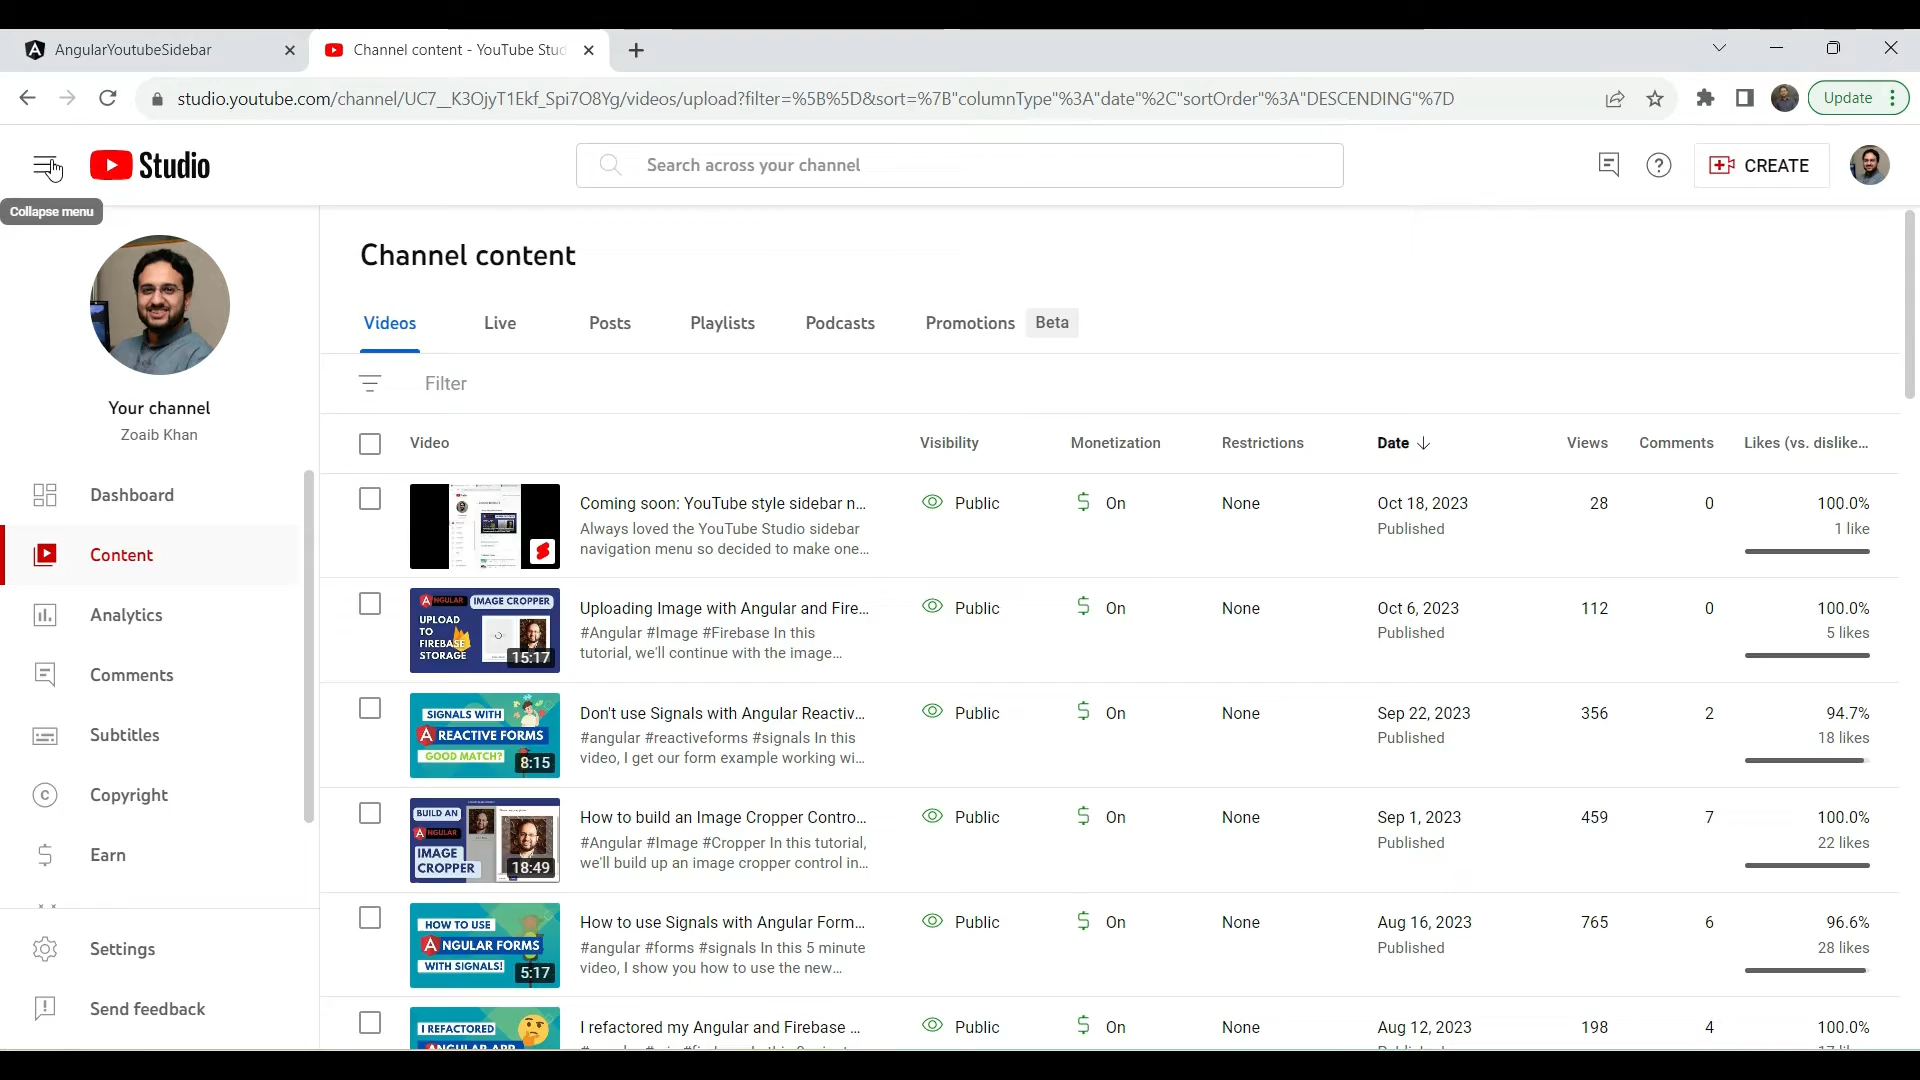 AngularYoutubeSidebar
Channel content - YouTube Stud
studio.youtube.com/channel/UC7__K3OjyT1Ekf_Spi7O8Yg/videos/upload?filter=%5B%5D&sort=%7B"columnType"%3A"date"%2C"sortOrder"%3A"DESCENDING"%7D
Update
Studio
Search across your channel
CREATE
Collapse menu
Your channel
Zoaib Khan
Dashboard
Content
Analytics
Comments
Subtitles
Copyright
Earn
Settings
Send feedback
Channel content
Videos Live Posts Playlists Podcasts Promotions Beta
Filter
Video Visibility Monetization Restrictions Date Views Comments Likes (vs. dislike...
Coming soon: YouTube style sidebar n... Public On None Oct 18, 2023 28 0 100.0%
Always loved the YouTube Studio sidebar Published 1 like
navigation menu so decided to make one...
ANGULAR IMAGE CROPPER
UPLOAD
TO
FIREBASE
STORAGE
15:17
Uploading Image with Angular and Fire... Public On None Oct 6, 2023 112 0 100.0%
#Angular #Image #Firebase In this Published 5 likes
tutorial, we'll continue with the image...
SIGNALS WITH
REACTIVE FORMS
GOOD MATCH?
8:15
Don't use Signals with Angular Reactiv... Public On None Sep 22, 2023 356 2 94.7%
#angular #reactiveforms #signals In this Published 18 likes
video, I get our form example working wi...
BUILD AN
ANGULAR
IMAGE
CROPPER
18:49
How to build an Image Cropper Contro... Public On None Sep 1, 2023 459 7 100.0%
#Angular #Image #Cropper In this tutorial, Published 22 likes
we'll build up an image cropper control in...
HOW TO USE
ANGULAR FORMS
WITH SIGNALS!
5:17
How to use Signals with Angular Form... Public On None Aug 16, 2023 765 6 96.6%
#angular #forms #signals In this 5 minute Published 28 likes
video, I show you how to use the new...
I REFACTORED
ANGULAR APP
I refactored my Angular and Firebase ... Public On None Aug 12, 2023 198 4 100.0%